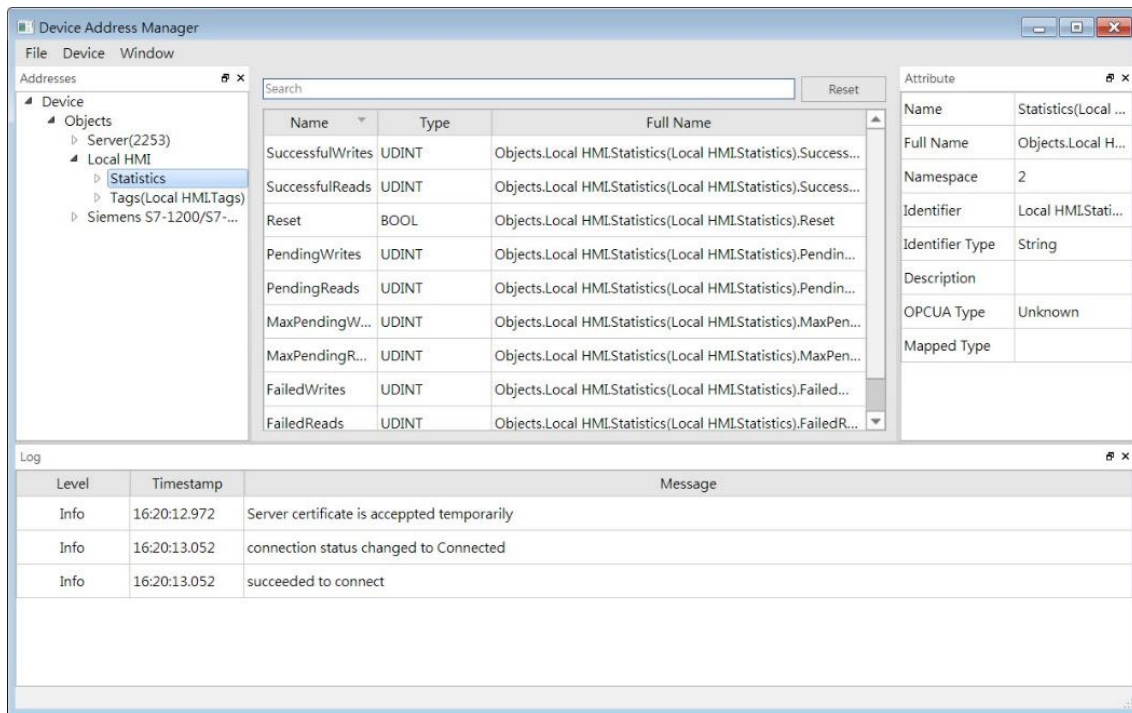 Device Address Manager
File Device Window
Addresses
Device
Objects
Server(2253)
Local HMI
Statistics
Tags(Local HMI.Tags)
Siemens S7-1200/S7-...
Search Reset
Name Type Full Name
SuccessfulWrites UDINT Objects.Local HMI.Statistics(Local HMI.Statistics).Success...
SuccessfulReads UDINT Objects.Local HMI.Statistics(Local HMI.Statistics).Success...
Reset BOOL Objects.Local HMI.Statistics(Local HMI.Statistics).Reset
PendingWrites UDINT Objects.Local HMI.Statistics(Local HMI.Statistics).Pendin...
PendingReads UDINT Objects.Local HMI.Statistics(Local HMI.Statistics).Pendin...
MaxPendingW... UDINT Objects.Local HMI.Statistics(Local HMI.Statistics).MaxPen...
MaxPendingR... UDINT Objects.Local HMI.Statistics(Local HMI.Statistics).MaxPen...
FailedWrites UDINT Objects.Local HMI.Statistics(Local HMI.Statistics).Failed...
FailedReads UDINT Objects.Local HMI.Statistics(Local HMI.Statistics).FailedR...
Attribute
Name Statistics(Local ...
Full Name Objects.Local H...
Namespace 2
Identifier Local HMI.Stati...
Identifier Type String
Description
OPCUA Type Unknown
Mapped Type
Log
Level Timestamp Message
Info 16:20:12.972 Server certificate is acceppted temporarily
Info 16:20:13.052 connection status changed to Connected
Info 16:20:13.052 succeeded to connect